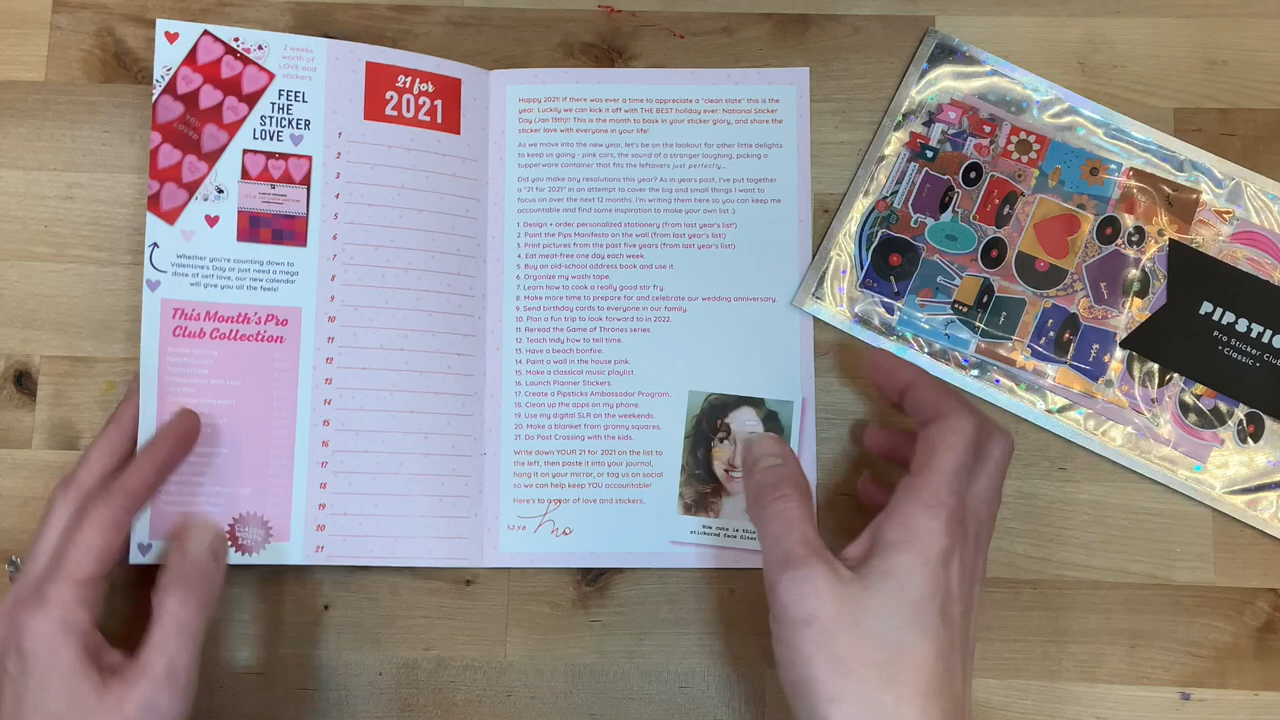 2 weeks
worth of
LOVE and
stickers
FEEL
THE
STICKER
LOVE
YOU
LOVED
Whether you're counting down to
Valentine's Day or just need a mega
dose of self love, our new calendar
will give you all the feels!
This Month's Pro
Club Collection
21 for
2021
1
2
3
4
5
6
7
8
9
10
11
12
13
14
15
16
17
18
19
20
21
Happy 2021! If there was ever a time to appreciate a "clean slate" this is the
year. Luckily we can kick it off with THE BEST holiday ever: National Sticker
Day (Jan 13th)!! This is the month to bask in your sticker glory, and share the
sticker love with everyone in your life!
As we move into the new year, let's be on the lookout for other little delights
to keep us going - pink cars, the sound of a stranger laughing, picking a
tupperware container that fits the leftovers just perfectly...
Did you make any resolutions this year? As in years past, I've put together
a "21 for 2021" in an attempt to cover the big and small things I want to
focus on over the next 12 months. I'm writing them here so you can keep me
accountable and find some inspiration to make your own list :)
1. Design + order personalized stationery (from last year's list!)
2. Paint the Pips Manifesto on the wall (from last year's list!)
3. Print pictures from the past five years (from last year's list!)
4. Eat meat-free one day each week.
5. Buy an old-school address book and use it.
6. Organize my washi tape.
7. Learn how to cook a really good stir fry.
8. Make more time to prepare for and celebrate our wedding anniversary.
9. Send birthday cards to everyone in our family.
10. Plan a fun trip to look forward to in 2022.
11. Reread the Game of Thrones series.
12. Teach Indy how to tell time.
13. Have a beach bonfire.
14. Paint a wall in the house pink.
15. Make a classical music playlist.
16. Launch Planner Stickers.
17. Create a Pipsticks Ambassador Program.
18. Clean up the apps on my phone.
19. Use my digital SLR on the weekends.
20. Make a blanket from granny squares.
21. Do Post Crossing with the kids.
Write down YOUR 21 for 2021 on the list to
the left, then paste it into your journal,
hang it on your mirror, or tag us on social
so we can help keep YOU accountable!
Here's to a year of love and stickers,
xoxo
How cute is this
stickered face filter
PIPSTIC
Pro Sticker Club
• Classic •